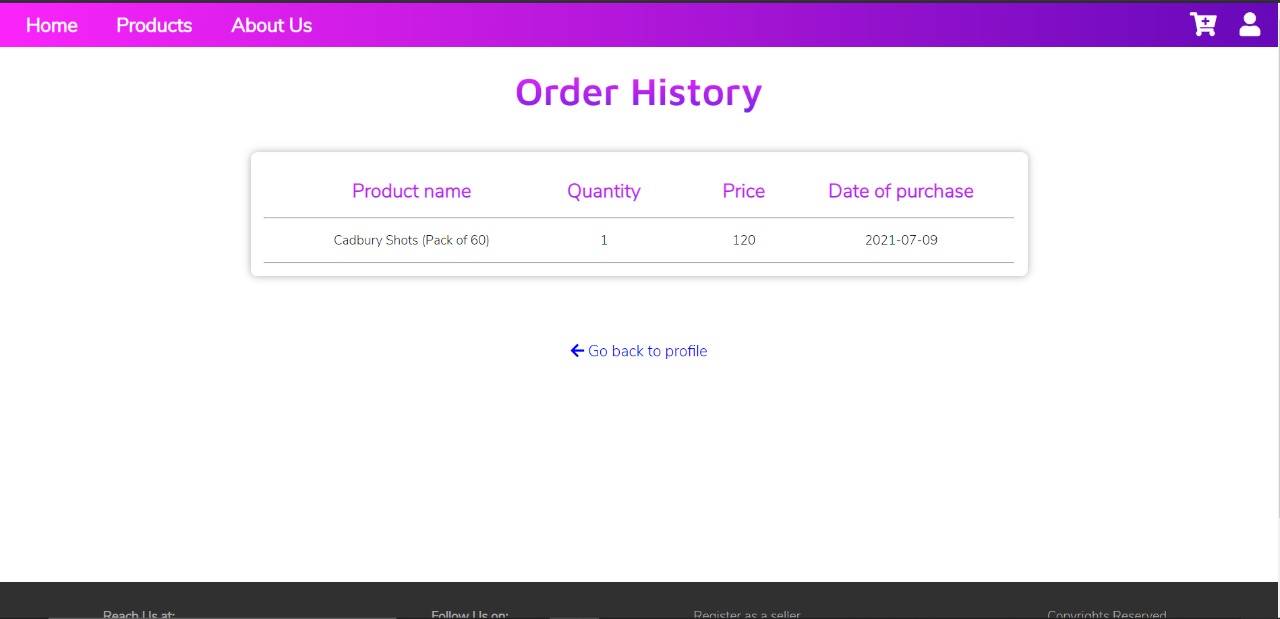 Home Products About Us
Order History
Product name Quantity Price Date of purchase
Cadbury Shots (Pack of 60) 1 120 2021-07-09
Go back to profile
Reach Us at: Follow Us on: Register as a seller Copyrights Reserved